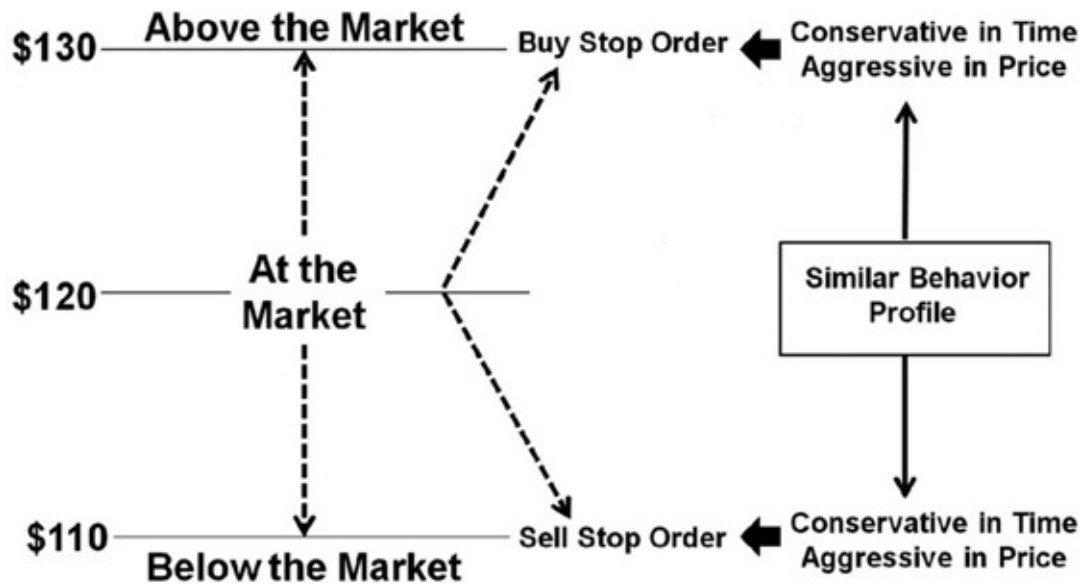 Above the Market
$130
Buy Stop Order
Conservative in Time
Aggressive in Price
$120
At the
Market
Similar Behavior
Profile
$110
Sell Stop Order
Conservative in Time
Aggressive in Price
Below the Market